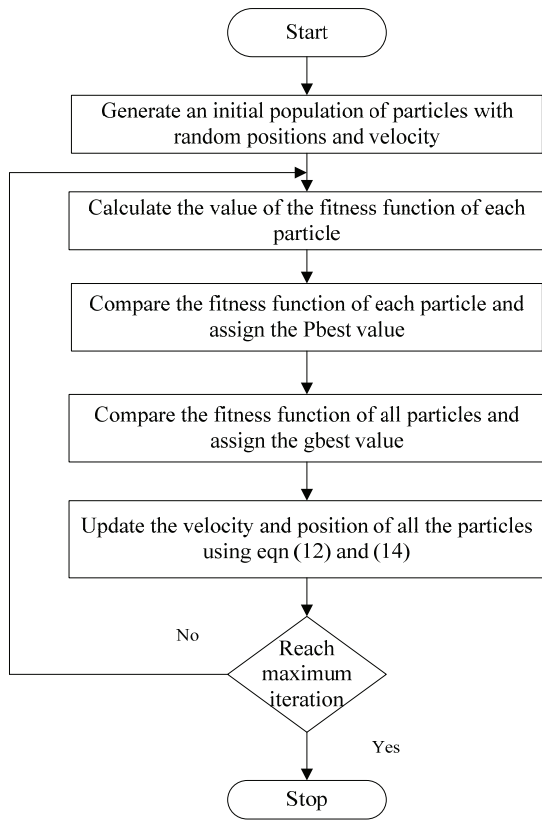 Start
Generate an initial population of particles with
random positions and velocity
Calculate the value of the fitness function of each
particle
Compare the fitness function of each particle and
assign the Pbest value
Compare the fitness function of all particles and
assign the gbest value
Update the velocity and position of all the particles
using eqn (12) and (14)
No
Reach
maximum
iteration
Yes
Stop